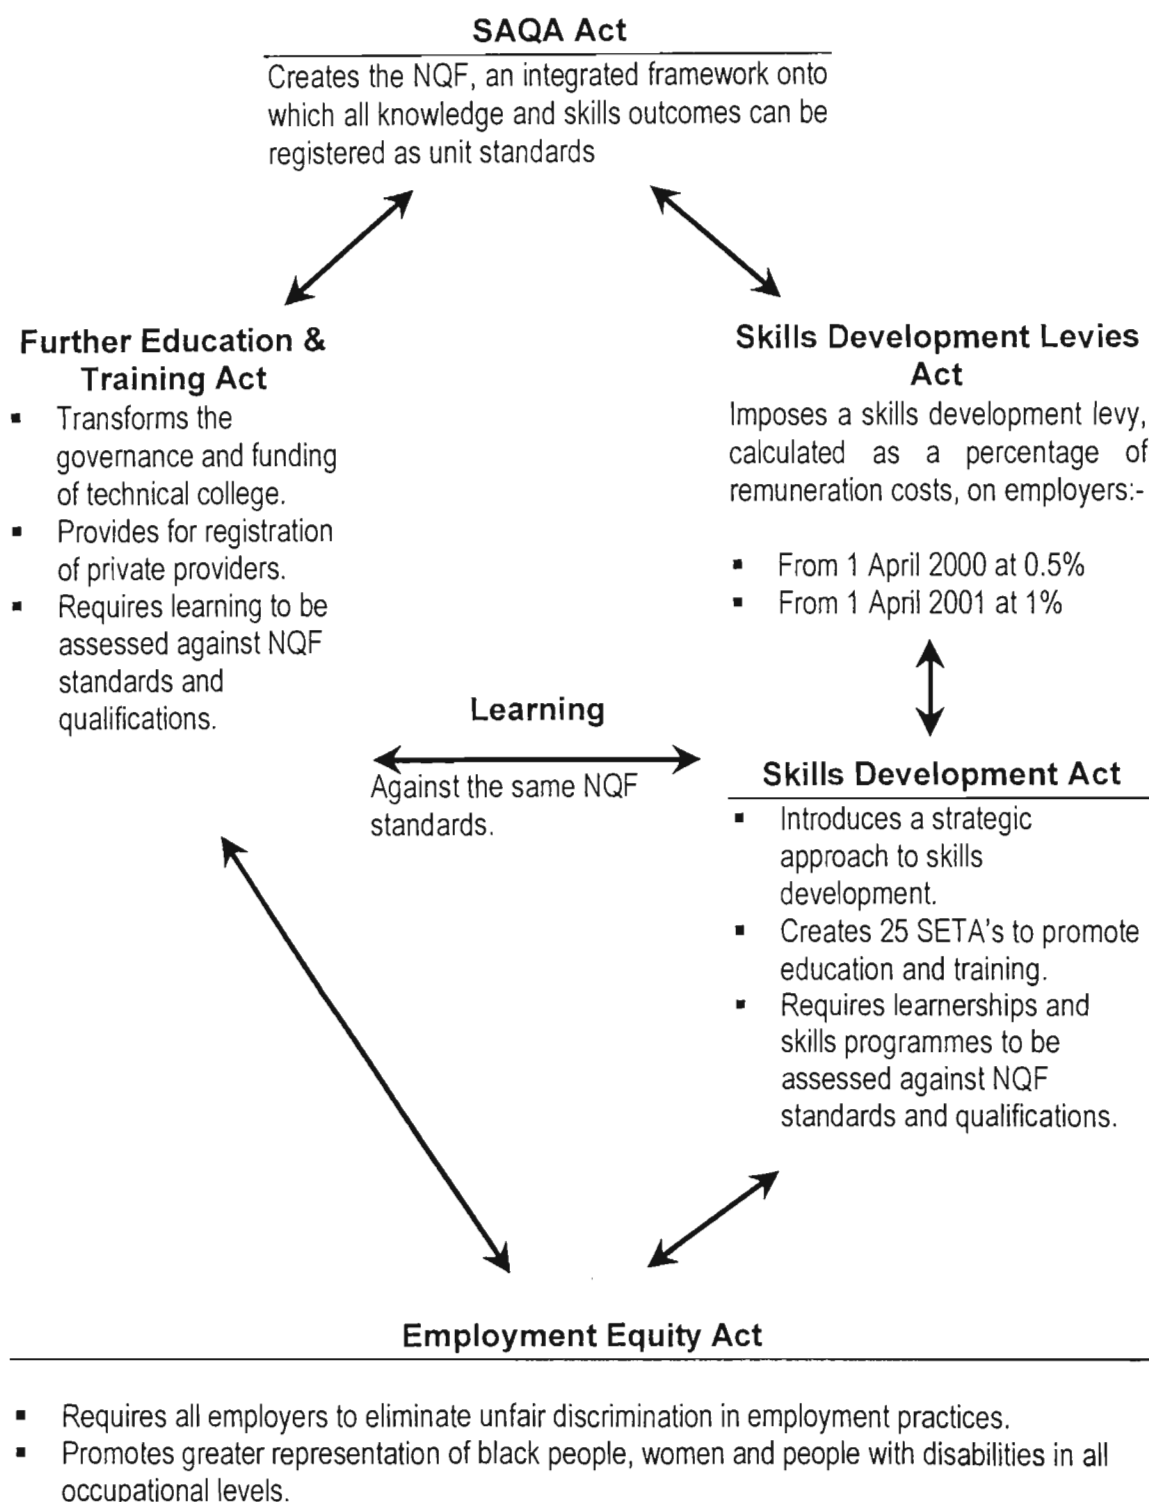 SAQA Act
Creates the NQF, an integrated framework onto
which all knowledge and skills outcomes can be
registered as unit standards
Further Education &
Training Act
▪ Transforms the
governance and funding
of technical college.
▪ Provides for registration
of private providers.
▪ Requires learning to be
assessed against NQF
standards and
qualifications.
Skills Development Levies
Act
Imposes a skills development levy,
calculated as a percentage of
remuneration costs, on employers:-
▪ From 1 April 2000 at 0.5%
▪ From 1 April 2001 at 1%
Learning
Against the same NQF
standards.
Skills Development Act
▪ Introduces a strategic
approach to skills
development.
▪ Creates 25 SETA's to promote
education and training.
▪ Requires learnerships and
skills programmes to be
assessed against NQF
standards and qualifications.
Employment Equity Act
▪ Requires all employers to eliminate unfair discrimination in employment practices.
▪ Promotes greater representation of black people, women and people with disabilities in all
occupational levels.